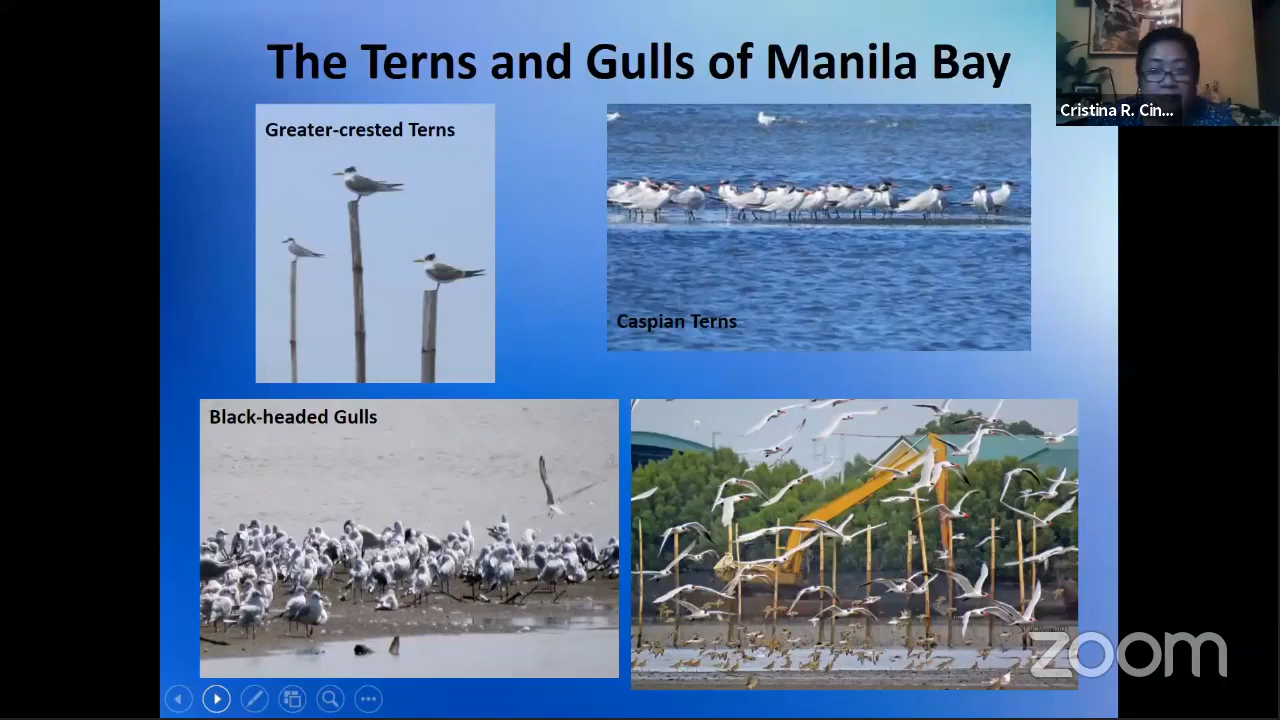 The Terns and Gulls of Manila Bay
Cristina R. Cin...
Greater-crested Terns
Caspian Terns
Black-headed Gulls
zoom